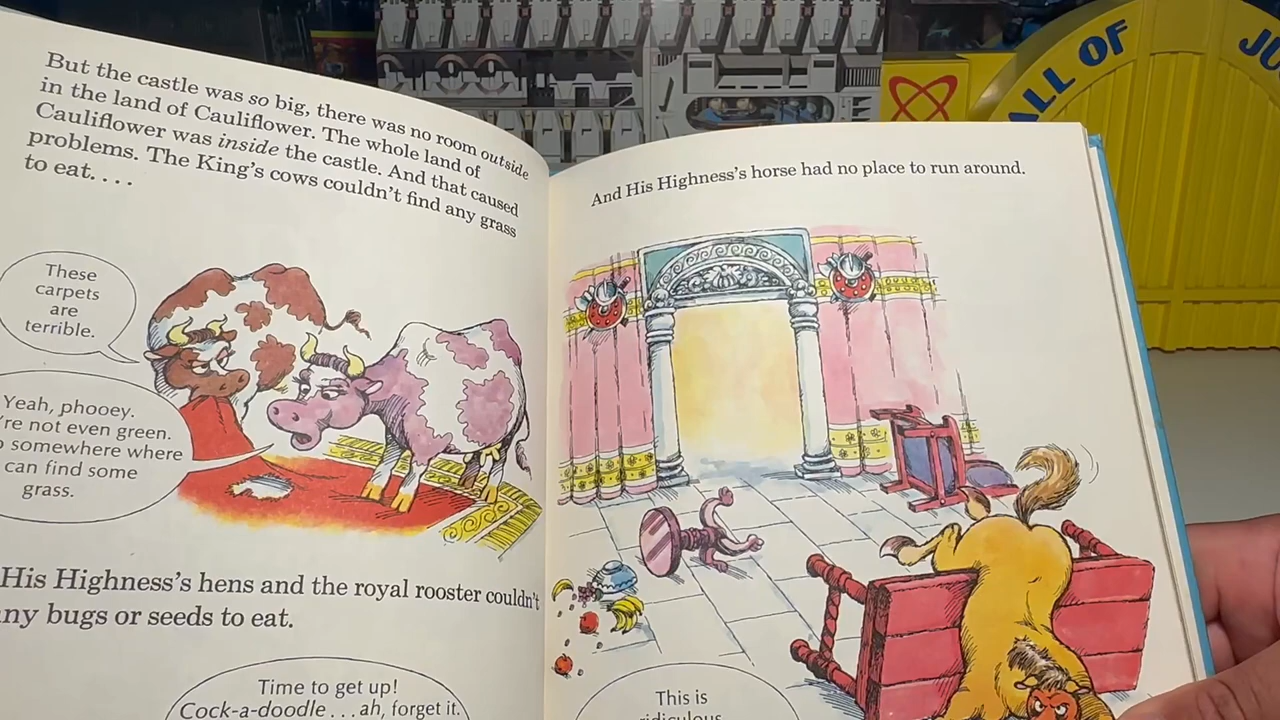 But the castle was so big, there was no room outside
in the land of Cauliflower. The whole land of
Cauliflower was inside the castle. And that caused
problems. The King's cows couldn't find any grass
to eat. . . .
These
carpets
are
terrible.
Yeah, phooey.
're not even green.
somewhere where
can find some
grass.
His Highness's hens and the royal rooster couldn't
any bugs or seeds to eat.
Time to get up!
Cock-a-doodle . . . ah, forget it.
And His Highness's horse had no place to run around.
This is
ridiculous
ALL OF
JU